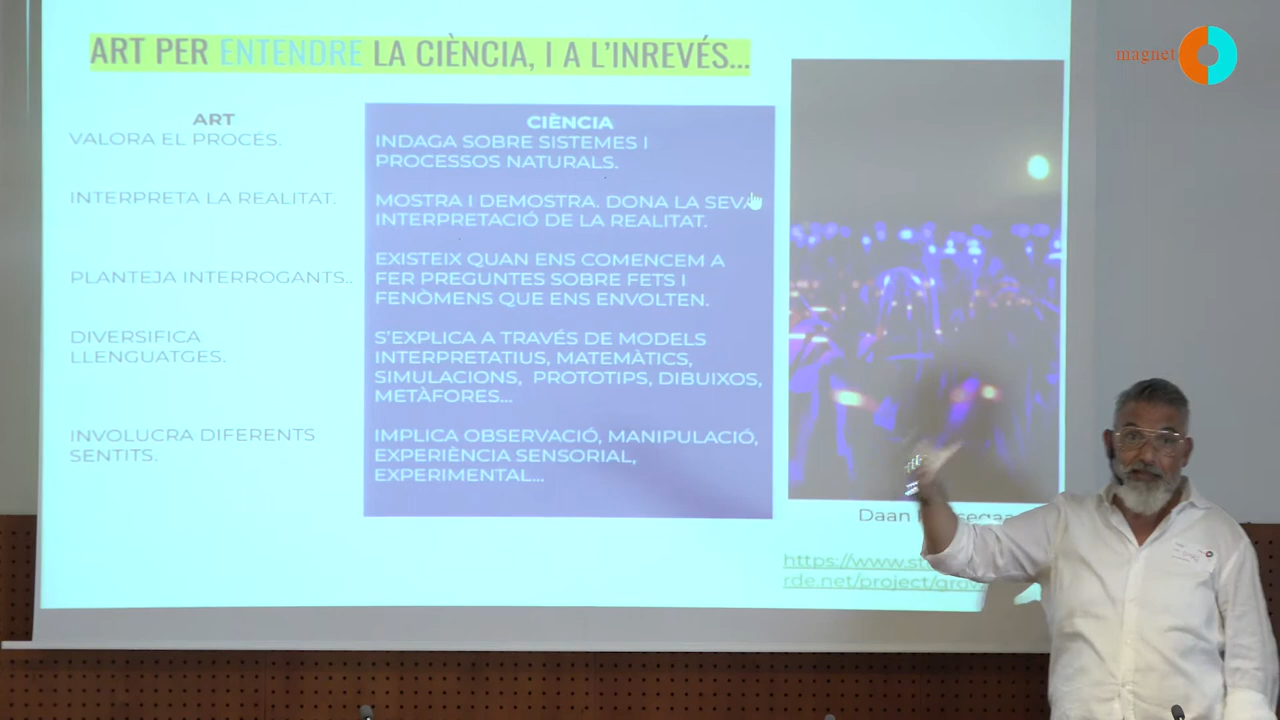 magnet
ART PER ENTENDRE LA CIÈNCIA, I A L'INREVÉS...
ART
VALORA EL PROCÉS.
INTERPRETA LA REALITAT.
PLANTEJA INTERROGANTS..
DIVERSIFICA
LLENGUATGES.
INVOLUCRA DIFERENTS
SENTITS.
CIÈNCIA
INDAGA SOBRE SISTEMES I
PROCESSOS NATURALS.
MOSTRA I DEMOSTRA. DONA LA SEVA
INTERPRETACIÓ DE LA REALITAT.
EXISTEIX QUAN ENS COMENCEM A
FER PREGUNTES SOBRE FETS I
FENÒMENS QUE ENS ENVOLTEN.
S'EXPLICA A TRAVÉS DE MODELS
INTERPRETATIUS, MATEMÀTICS,
SIMULACIONS, PROTOTIPS, DIBUIXOS,
METÀFORES...
IMPLICA OBSERVACIÓ, MANIPULACIÓ,
EXPERIÈNCIA SENSORIAL,
EXPERIMENTAL...
Daan
https://www.st
rde.net/project/grav